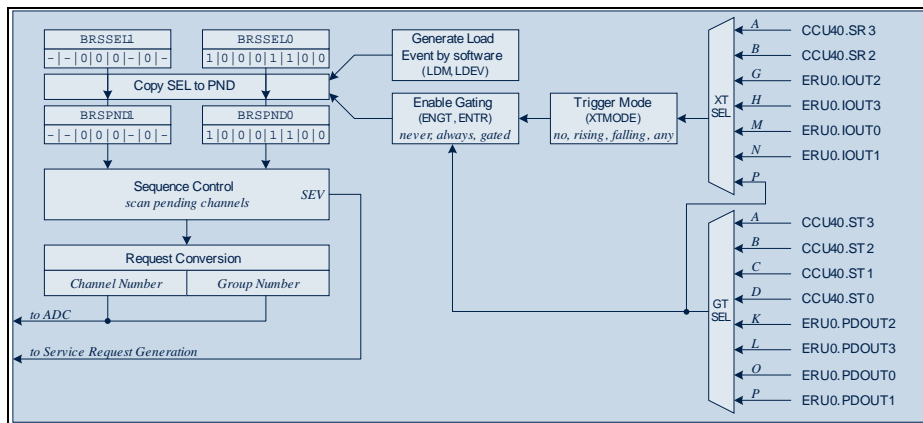 BRSSEL1
-|-|0|0|0|-|0|-
BRSSEL0
1|0|0|0|1|1|0|0
Copy SEL to PND
BRSPND1
-|-|0|0|0|-|0|-
BRSPND0
1|0|0|0|1|1|0|0
Sequence Control
scan pending channels
SEV
Request Conversion
Channel Number
Group Number
to ADC
to Service Request Generation
Generate Load
Event by software
(LDM, LDEV)
Enable Gating
(ENGT, ENTR)
never, always, gated
Trigger Mode
(XTMODE)
no, rising, falling, any
XT
SEL
A CCU40.SR3
B CCU40.SR2
G ERU0.IOUT2
H ERU0.IOUT3
M ERU0.IOUT0
N ERU0.IOUT1
P
GT
SEL
A CCU40.ST3
B CCU40.ST2
C CCU40.ST1
D CCU40.ST0
K ERU0.PDOUT2
L ERU0.PDOUT3
O ERU0.PDOUT0
P ERU0.PDOUT1